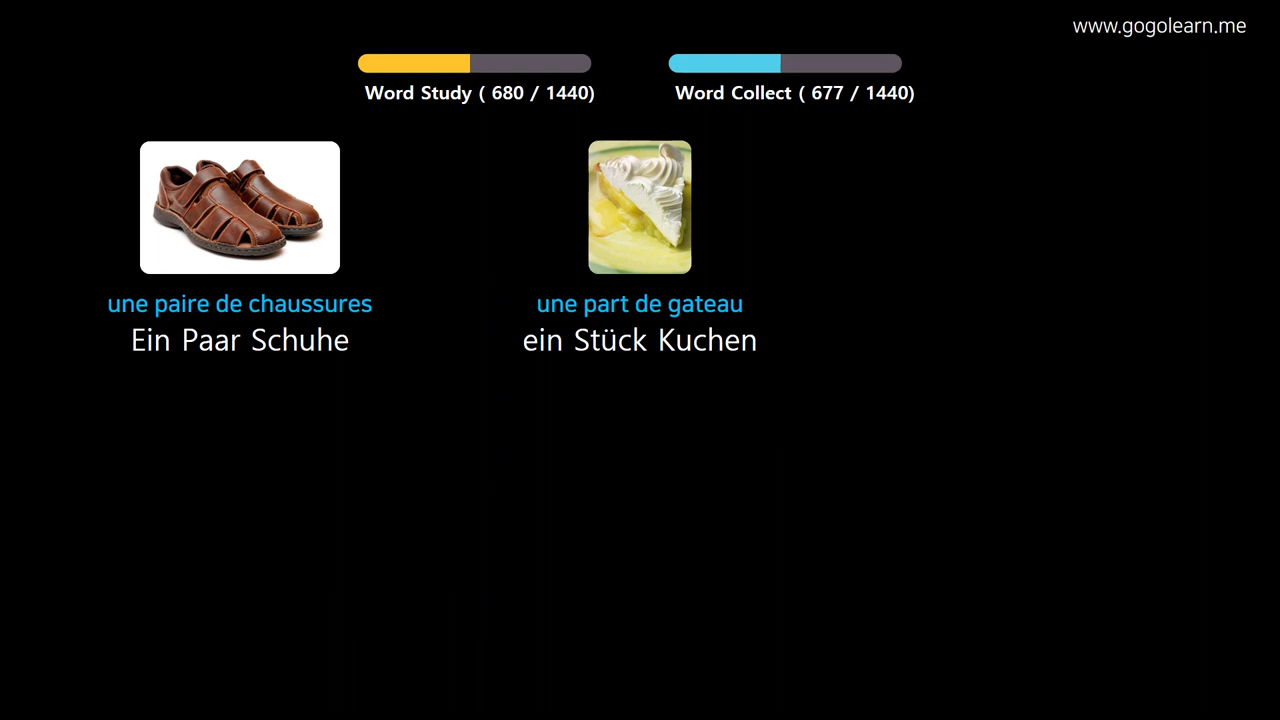 www.gogolearn.me
Word Study ( 680 / 1440)
Word Collect ( 677 / 1440)
une paire de chaussures
Ein Paar Schuhe
une part de gateau
ein Stück Kuchen